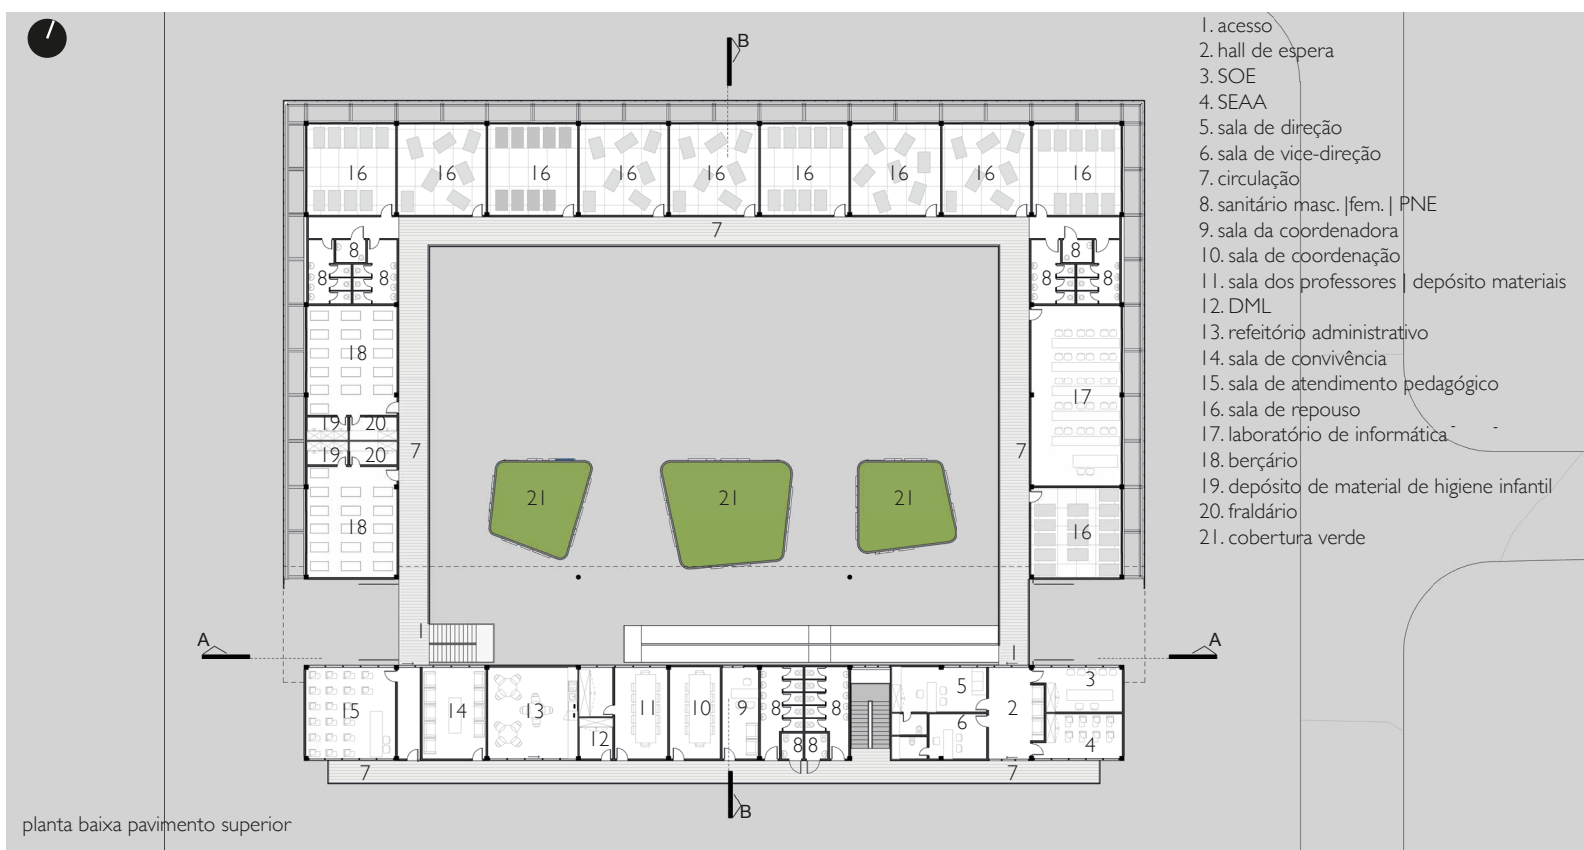 B
1. acesso
2. hall de espera
3. SOE
4. SEAA
5. sala de direção
6. sala de vice-direção
7. circulação
8. sanitário masc. |fem. | PNE
9. sala da coordenadora
10. sala de coordenação
11. sala dos professores | depósito materiais
12. DML
13. refeitório administrativo
14. sala de convivência
15. sala de atendimento pedagógico
16. sala de repouso
17. laboratório de informática
18. berçário
19. depósito de material de higiene infantil
20. fraldário
21. cobertura verde
16 16 16 16 16 16 16 16 16
7
8 8
8 8 8 8
18
17
19 20
7 7
19 20
21 21 21
18 16
1 1
A A
3
5
15 14 13 11 10 9 8 8 2
6
12 8 8 4
7 7
B
planta baixa pavimento superior